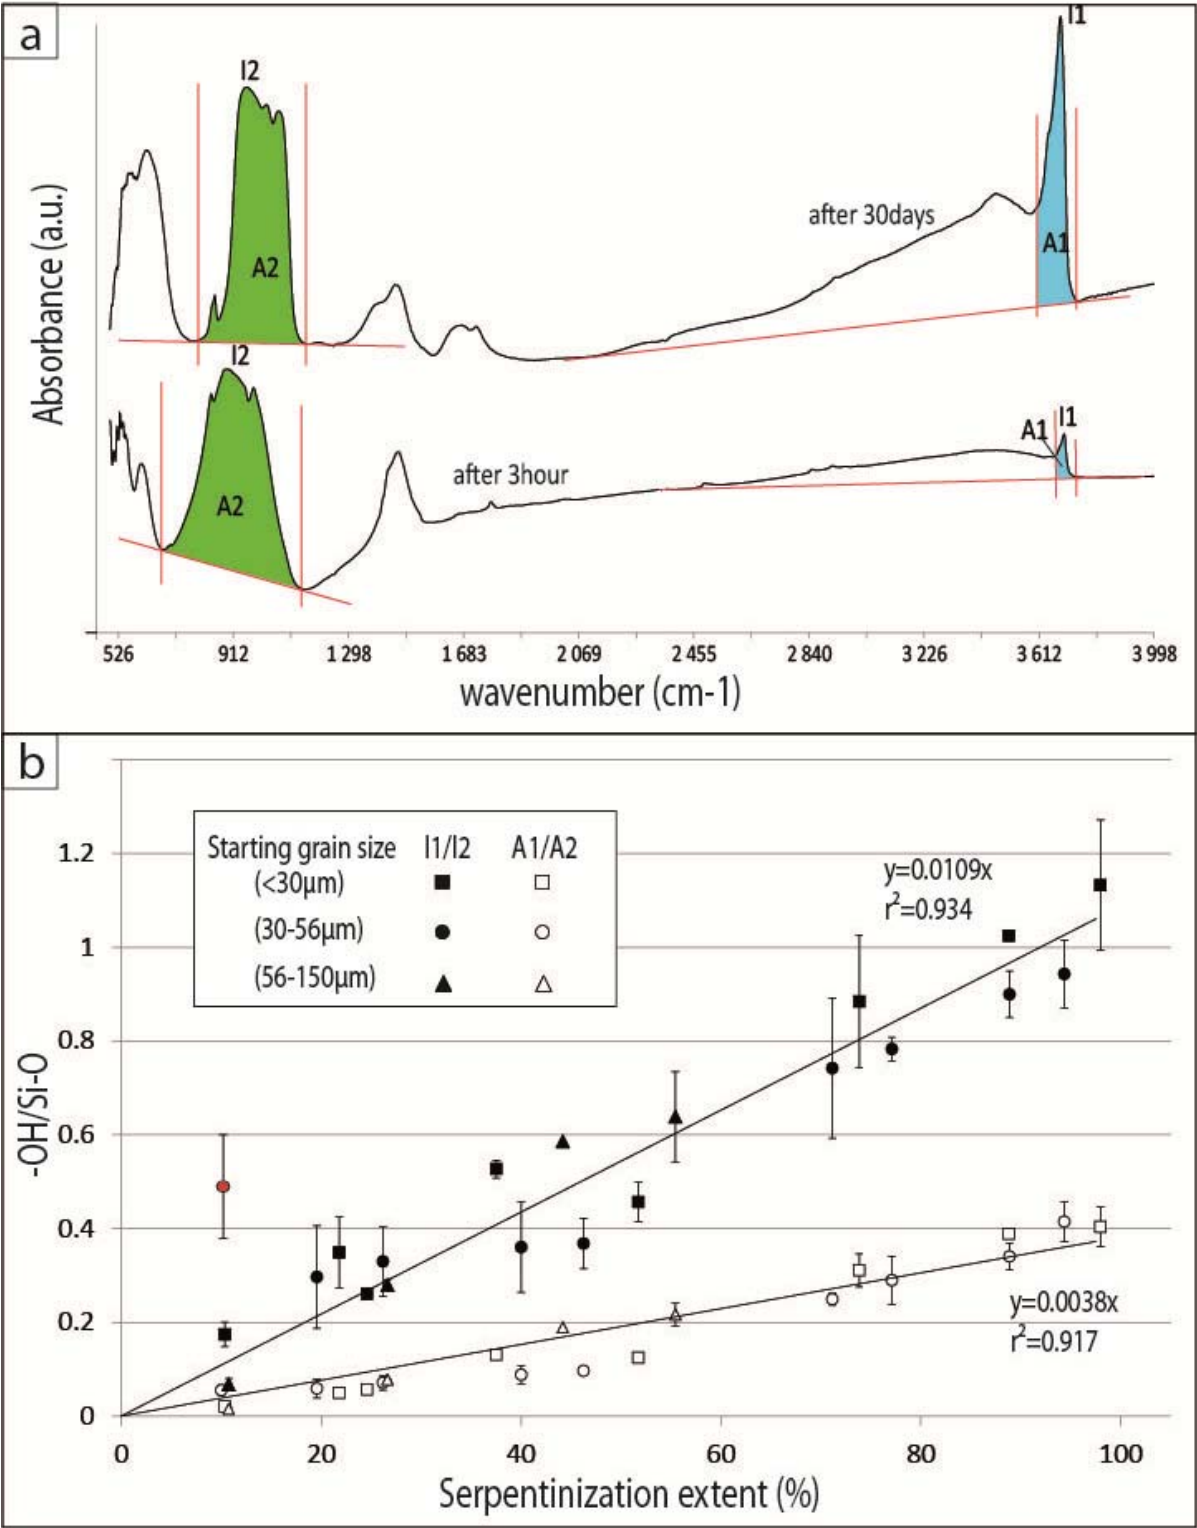 a
I1
I2
after 30days
A1
A2
Absorbance (a.u.)
I2
I1
A1
after 3hour
A2
526 912 1 298 1 683 2 069 2 455 2 840 3 226 3 612 3 998
wavenumber (cm-1)
b
Starting grain size I1/I2 A1/A2
(<30µm)
(30-56µm)
(56-150µm)
y=0.0109x
r²=0.934
1.2
1
0.8
0.6
0.4
0.2
0
-OH/Si-O
y=0.0038x
r²=0.917
0 20 40 60 80 100
Serpentinization extent (%)